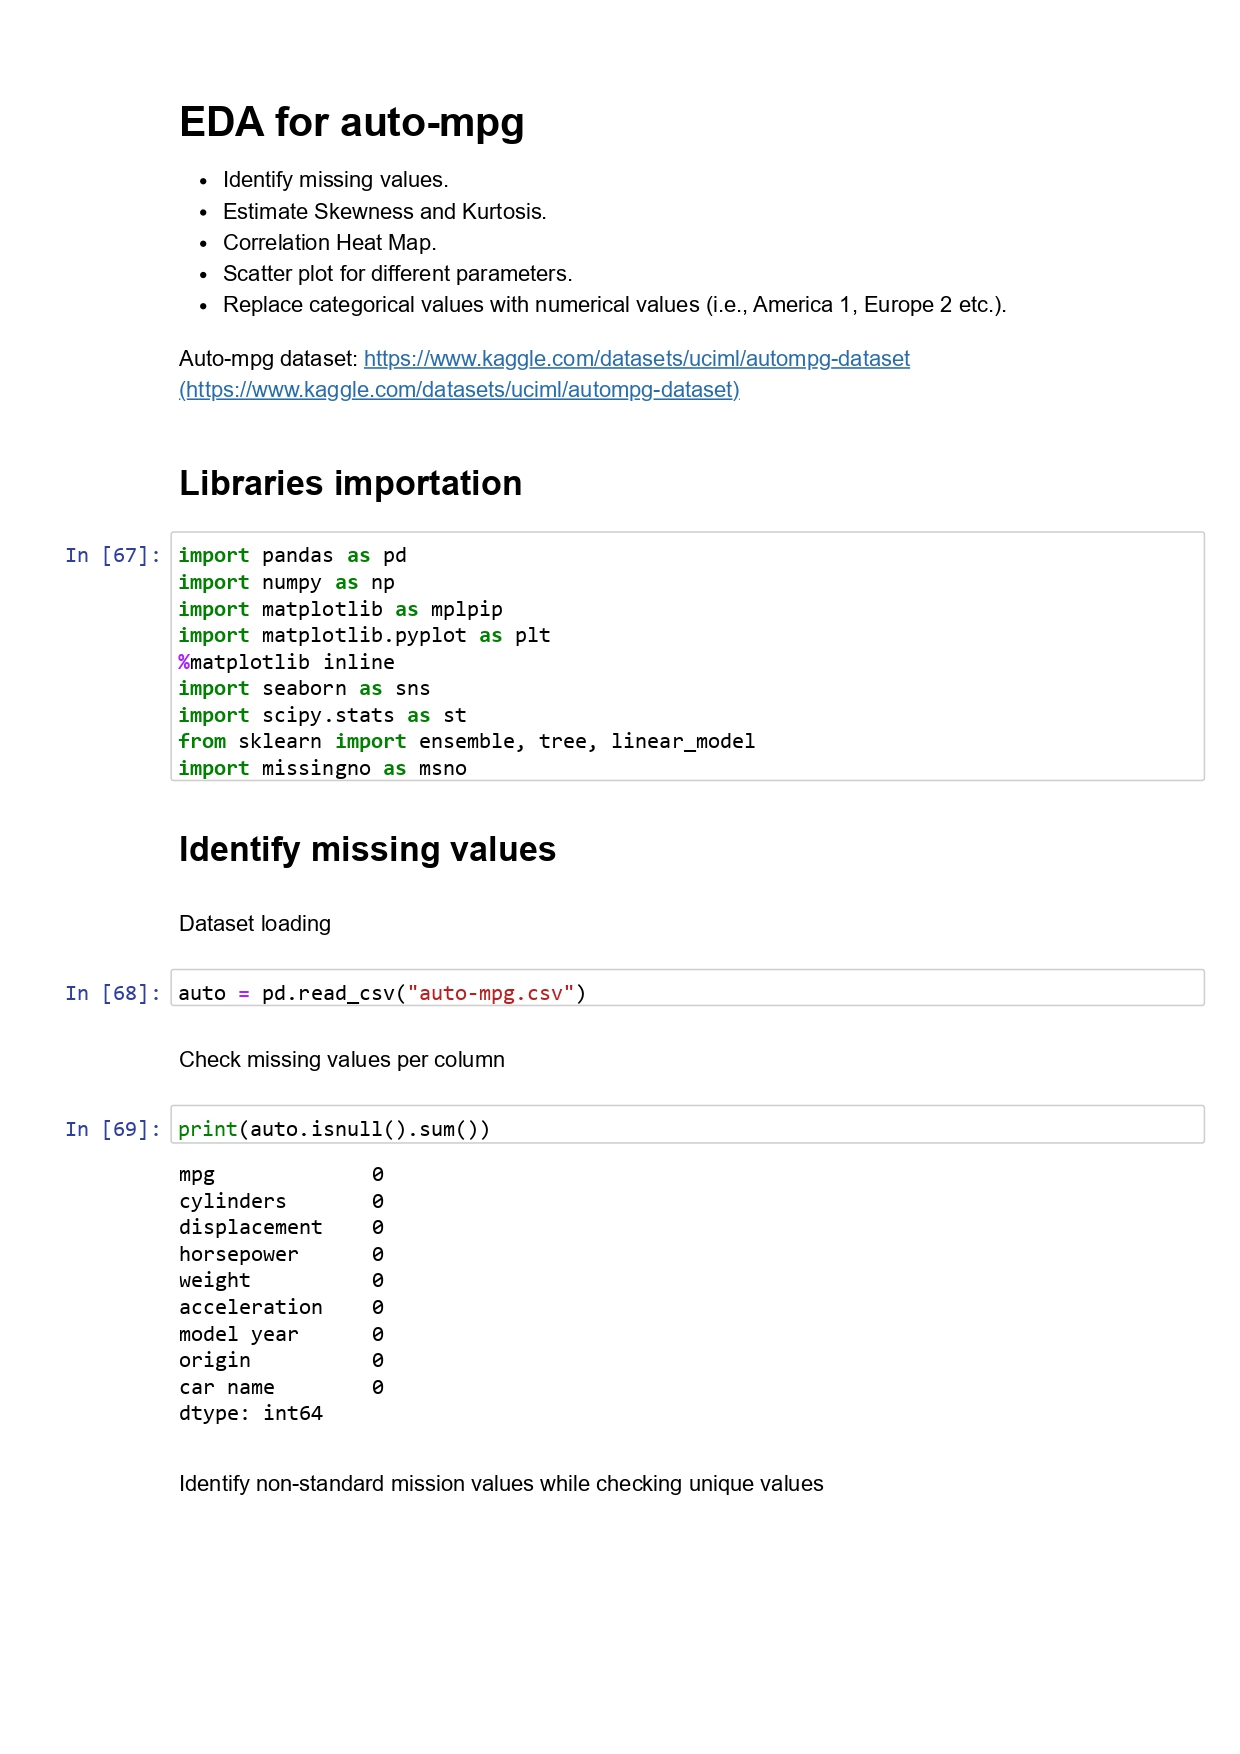 EDA for auto-mpg
• Identify missing values.
• Estimate Skewness and Kurtosis.
• Correlation Heat Map.
• Scatter plot for different parameters.
• Replace categorical values with numerical values (i.e., America 1, Europe 2 etc.).
Auto-mpg dataset: https://www.kaggle.com/datasets/uciml/autompg-dataset
(https://www.kaggle.com/datasets/uciml/autompg-dataset)
Libraries importation
In [67]: import pandas as pd
import numpy as np
import matplotlib as mplpip
import matplotlib.pyplot as plt
%matplotlib inline
import seaborn as sns
import scipy.stats as st
from sklearn import ensemble, tree, linear_model
import missingno as msno
Identify missing values
Dataset loading
In [68]: auto = pd.read_csv("auto-mpg.csv")
Check missing values per column
In [69]: print(auto.isnull().sum())
mpg 0
cylinders 0
displacement 0
horsepower 0
weight 0
acceleration 0
model year 0
origin 0
car name 0
dtype: int64
Identify non-standard mission values while checking unique values